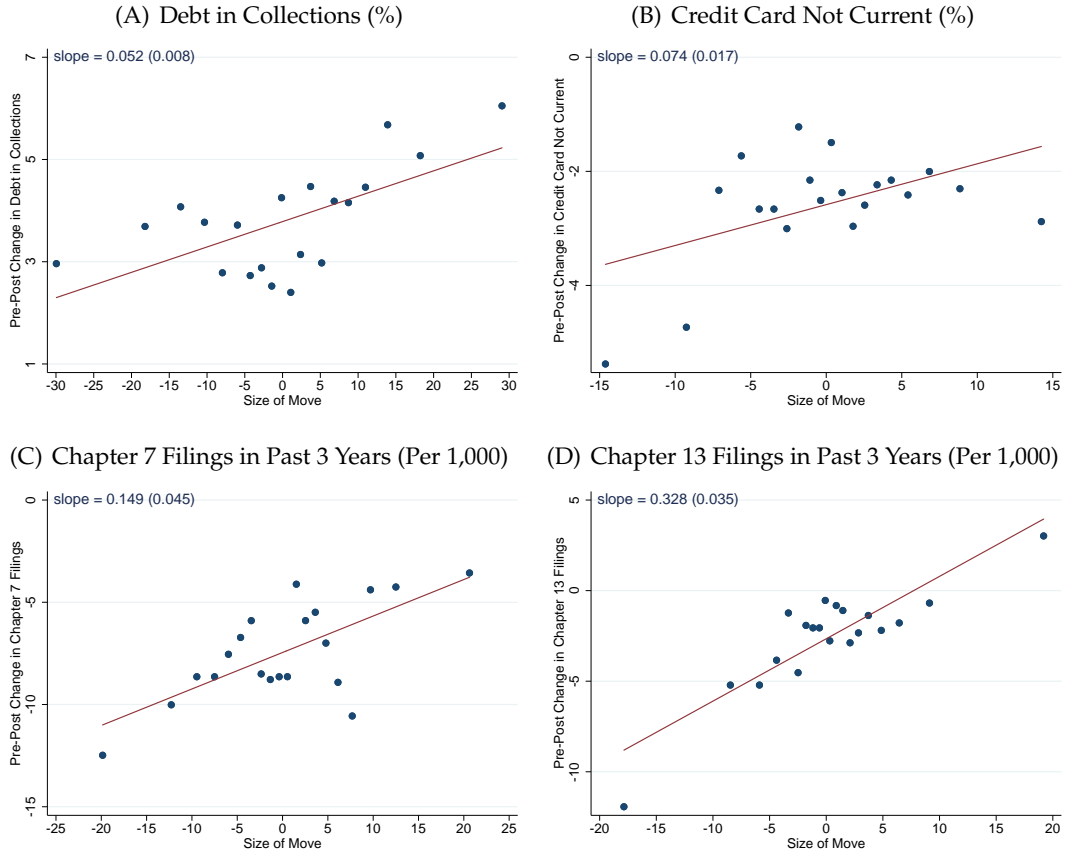 (A) Debt in Collections (%)
slope = 0.052 (0.008)
Pre-Post Change in Debt in Collections
7
5
3
1
-30 -25 -20 -15 -10 -5 0 5 10 15 20 25 30
Size of Move
(B) Credit Card Not Current (%)
slope = 0.074 (0.017)
Pre-Post Change in Credit Card Not Current
0
-2
-4
-15 -10 -5 0 5 10 15
Size of Move
(C) Chapter 7 Filings in Past 3 Years (Per 1,000)
slope = 0.149 (0.045)
Pre-Post Change in Chapter 7 Filings
0
-5
-10
-15
-25 -20 -15 -10 -5 0 5 10 15 20 25
Size of Move
(D) Chapter 13 Filings in Past 3 Years (Per 1,000)
slope = 0.328 (0.035)
Pre-Post Change in Chapter 13 Filings
5
0
-5
-10
-20 -15 -10 -5 0 5 10 15 20
Size of Move